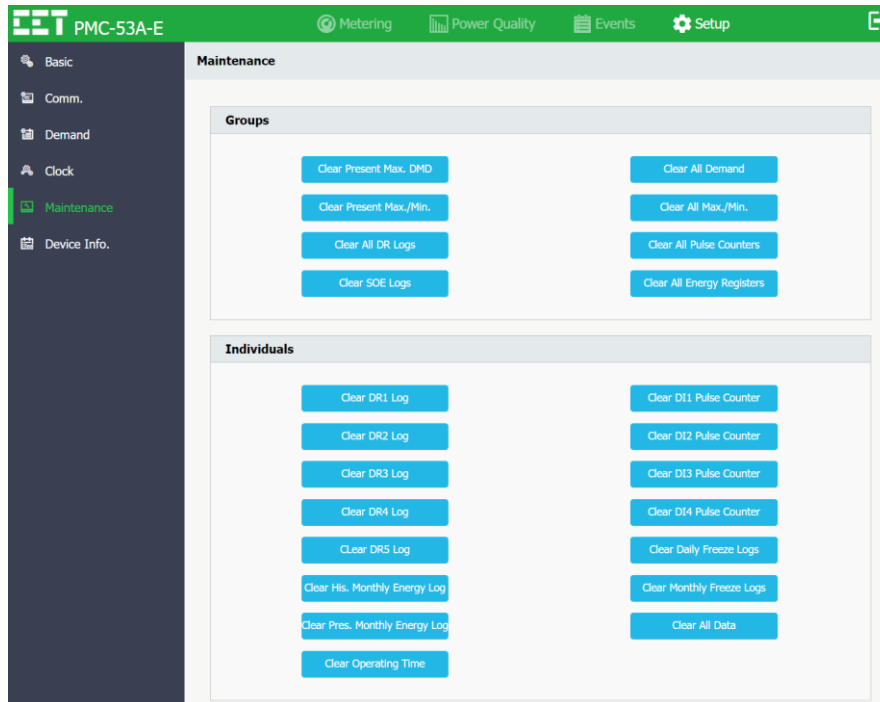 CET PMC-53A-E
Metering
Power Quality
Events
Setup
Basic
Comm.
Demand
Clock
Maintenance
Device Info.
Maintenance
Groups
Clear Present Max. DMD
Clear All Demand
Clear Present Max./Min.
Clear All Max./Min.
Clear All DR Logs
Clear All Pulse Counters
Clear SOE Logs
Clear All Energy Registers
Individuals
Clear DR1 Log
Clear DI1 Pulse Counter
Clear DR2 Log
Clear DI2 Pulse Counter
Clear DR3 Log
Clear DI3 Pulse Counter
Clear DR4 Log
Clear DI4 Pulse Counter
CLear DR5 Log
Clear Daily Freeze Logs
Clear His. Monthly Energy Log
Clear Monthly Freeze Logs
Clear Pres. Monthly Energy Log
Clear All Data
Clear Operating Time